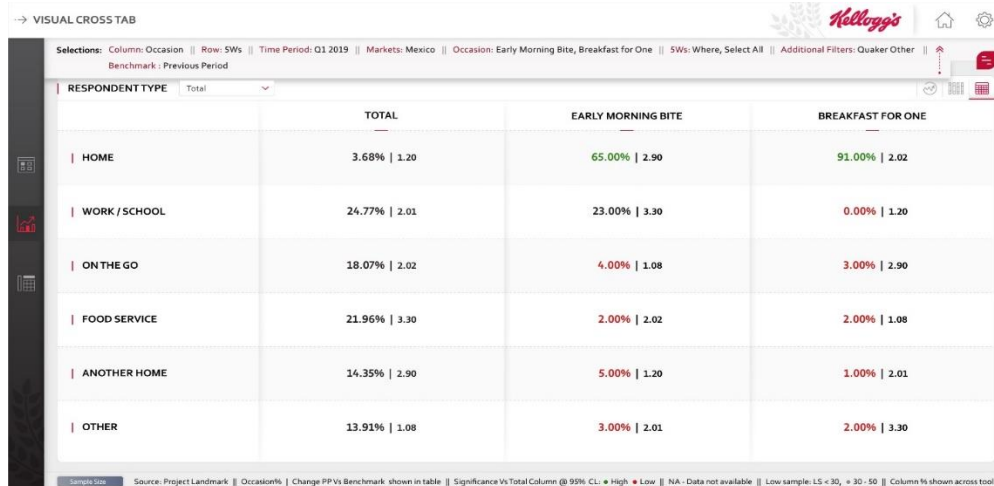 VISUAL CROSS TAB
Kellogg's
Selections: Column: Occasion || Row: 5Ws || Time Period: Q1 2019 || Markets: Mexico || Occasion: Early Morning Bite, Breakfast for One || 5Ws: Where, Select All || Additional Filters: Quaker Other ||
Benchmark : Previous Period
RESPONDENT TYPE Total
TOTAL EARLY MORNING BITE BREAKFAST FOR ONE
HOME 3.68% | 1.20 65.00% | 2.90 91.00% | 2.02
WORK / SCHOOL 24.77% | 2.01 23.00% | 3.30 0.00% | 1.20
ON THE GO 18.07% | 2.02 4.00% | 1.08 3.00% | 2.90
FOOD SERVICE 21.96% | 3.30 2.00% | 2.02 2.00% | 1.08
ANOTHER HOME 14.35% | 2.90 5.00% | 1.20 1.00% | 2.01
OTHER 13.91% | 1.08 3.00% | 2.01 2.00% | 3.30
Sample Size Source: Project Landmark || Occasion% | Change PP Vs Benchmark shown in table || Significance Vs Total Column @ 95% CL: ● High ● Low || NA - Data not available || Low sample: LS < 30, ● 30 - 50 || Column % shown across tool